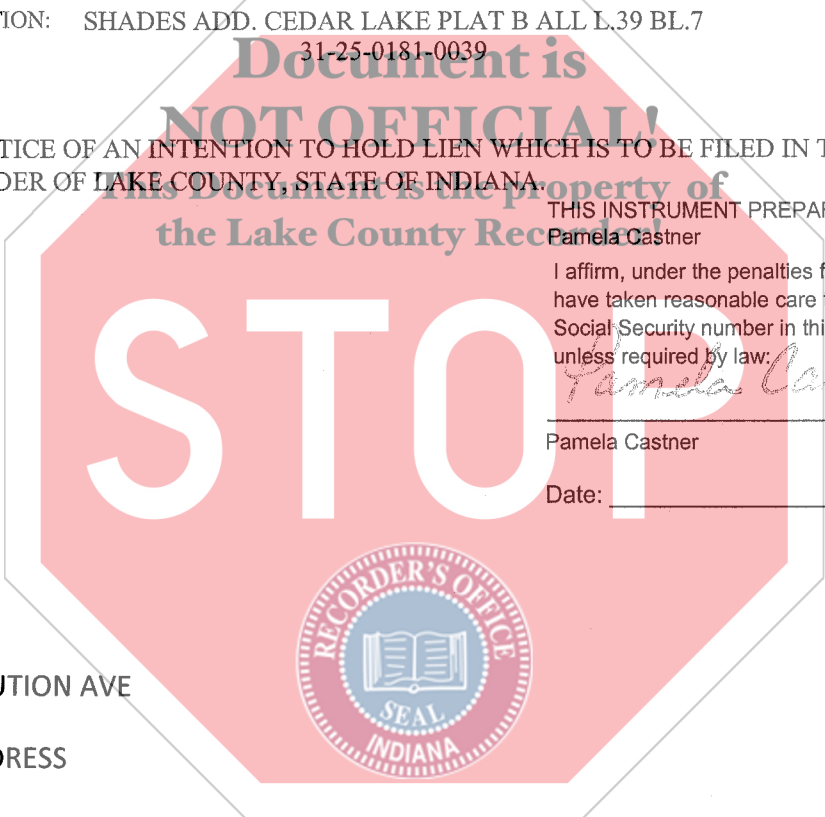 TION: SHADES ADD. CEDAR LAKE PLAT B ALL L.39 BL.7
31-25-0181-0039
Document is
NOT OFFICIAL!
TICE OF AN INTENTION TO HOLD LIEN WHICH IS TO BE FILED IN T
DER OF LAKE COUNTY, STATE OF INDIANA.
This Document is the property of
the Lake County Recorder!
THIS INSTRUMENT PREPAR
Pamela Castner
I affirm, under the penalties f
have taken reasonable care t
Social Security number in thi
unless required by law:
Pamela Ca
Pamela Castner
Date:
STOP
RECORDER'S OFFICE
SEAL
INDIANA
UTION AVE
DRESS